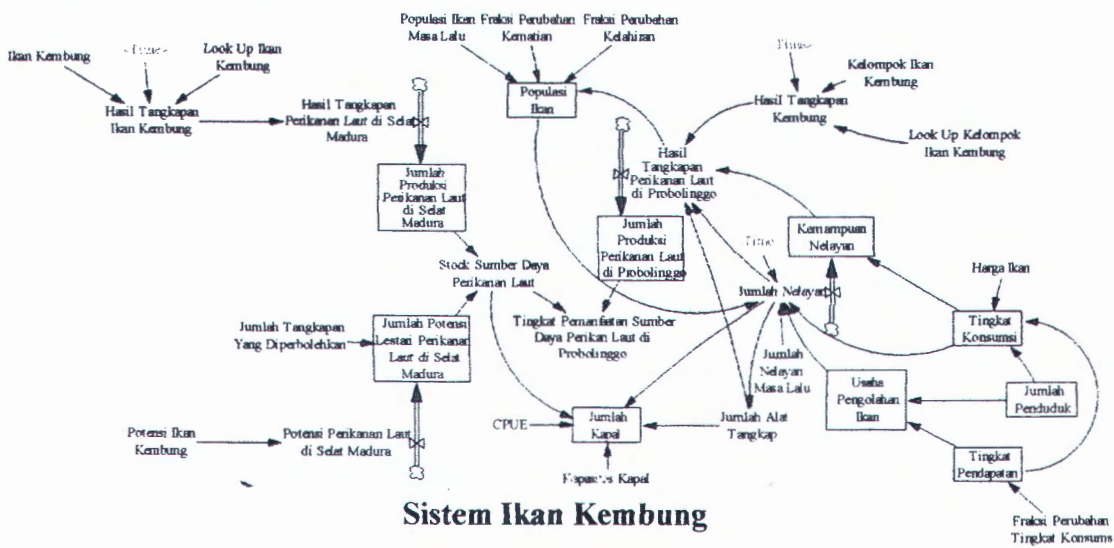 Populasi Ikan
Masa Lalu
Fraksi Perubahan
Kematian
Fraksi Perubahan
Kelahiran
Ikan Kembung
Time
Look Up Ikan
Kembung
Hasil Tangkapan
Ikan Kembung
Hasil Tangkapan
Perikanan Laut di Selat
Madura
Populasi
Ikan
Time
Kelompok Ikan
Kembung
Hasil Tangkapan
Kembung
Look Up Kelompok
Ikan Kembung
Jumlah
Produksi
Perikanan Laut
di Selat
Madura
Hasil
Tangkapan
Perikanan Laut
di Probolinggo
Jumlah
Produksi
Perikanan Laut
di Probolinggo
Time
Kemampuan
Nelayan
Harga Ikan
Stock Sumber Daya
Perikanan Laut
Jumlah Nelayan
Jumlah Tangkapan
Yang Diperbolehkan
Jumlah Potensi
Lestari Perikanan
Laut di Selat
Madura
Tingkat Pemanfatan Sumber
Daya Perikan Laut di
Probolinggo
Tingkat
Konsumsi
Jumlah
Nelayan
Masa Lalu
Usaha
Pengolahan
Ikan
Jumlah
Penduduk
Potensi Ikan
Kembung
Potensi Perikanan Laut
di Selat Madura
CPUE
Jumlah
Kapal
Jumlah Alat
Tangkap
Kapasitas Kapal
Tingkat
Pendapatan
Fraksi Perubahan
Tingkat Konsums
Sistem Ikan Kembung